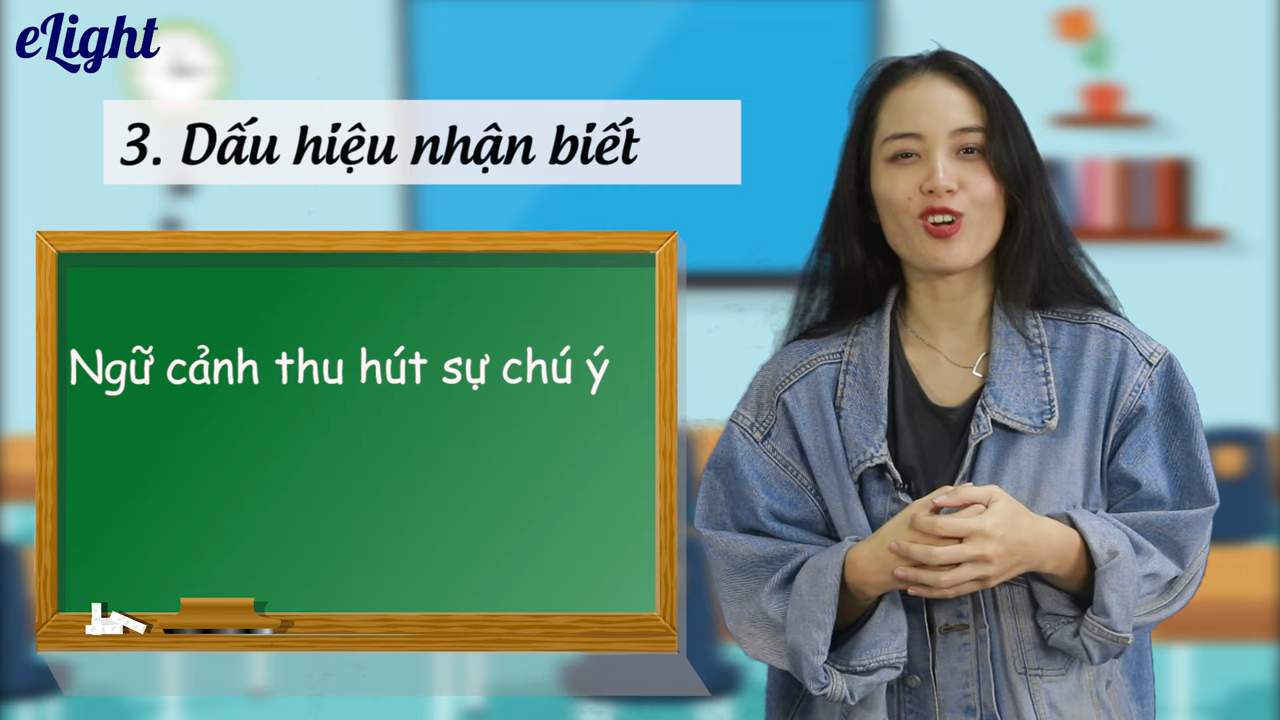 eLight
3. Dấu hiệu nhận biết
Ngữ cảnh thu hút sự chú ý